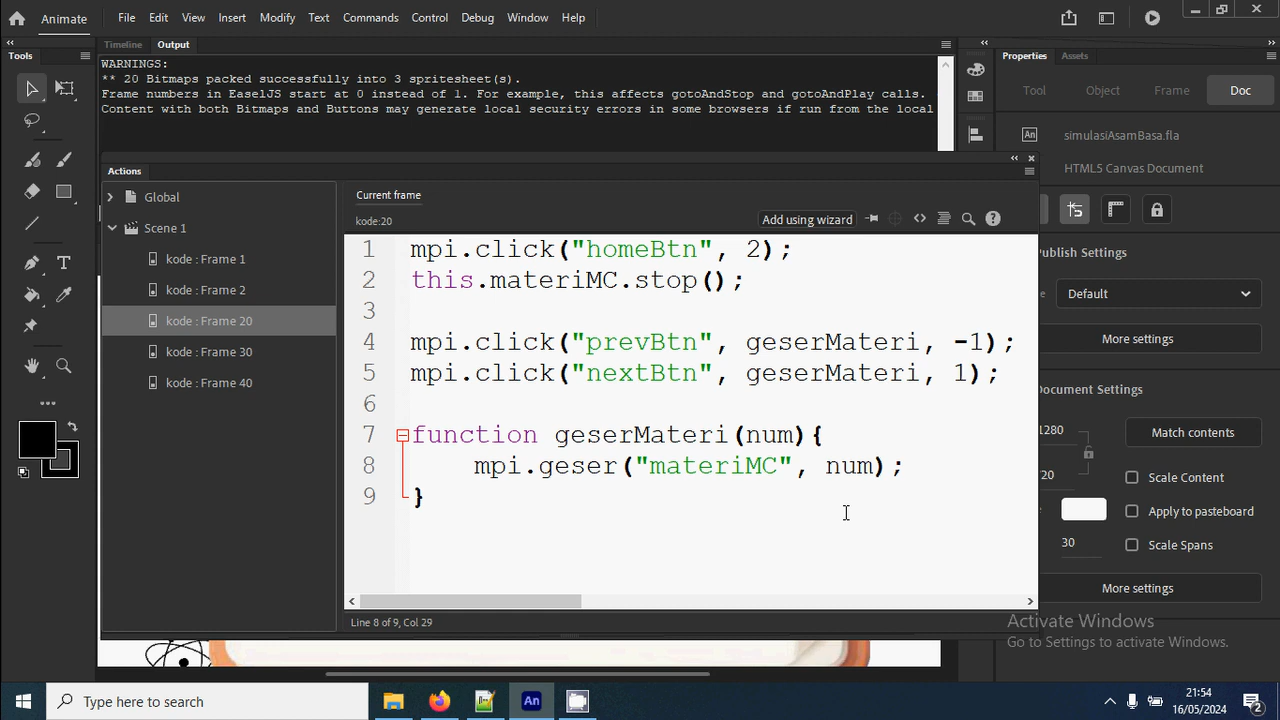 Animate
File Edit View Insert Modify Text Commands Control Debug Window Help
Tools
Timeline Output
Properties Assets
WARNINGS:
** 20 Bitmaps packed successfully into 3 spritesheet(s).
Frame numbers in EaselJS start at 0 instead of 1. For example, this affects gotoAndStop and gotoAndPlay calls.
Content with both Bitmaps and Buttons may generate local security errors in some browsers if run from the local
Tool Object Frame Doc
An simulasiAsamBasa.fla
HTML5 Canvas Document
Actions
Global
Scene 1
kode : Frame 1
kode : Frame 2
kode : Frame 20
kode : Frame 30
kode : Frame 40
Current frame
kode:20
Add using wizard
1 mpi.click("homeBtn", 2);
2 this.materiMC.stop();
3
4 mpi.click("prevBtn", geserMateri, -1);
5 mpi.click("nextBtn", geserMateri, 1);
6
7 function geserMateri(num){
8 mpi.geser("materiMC", num);
9 }
Line 8 of 9, Col 29
Publish Settings
Default
More settings
Document Settings
1280
Match contents
20
Scale Content
Apply to pasteboard
30
Scale Spans
More settings
Activate Windows
Go to Settings to activate Windows.
Type here to search
An
21:54
16/05/2024
2